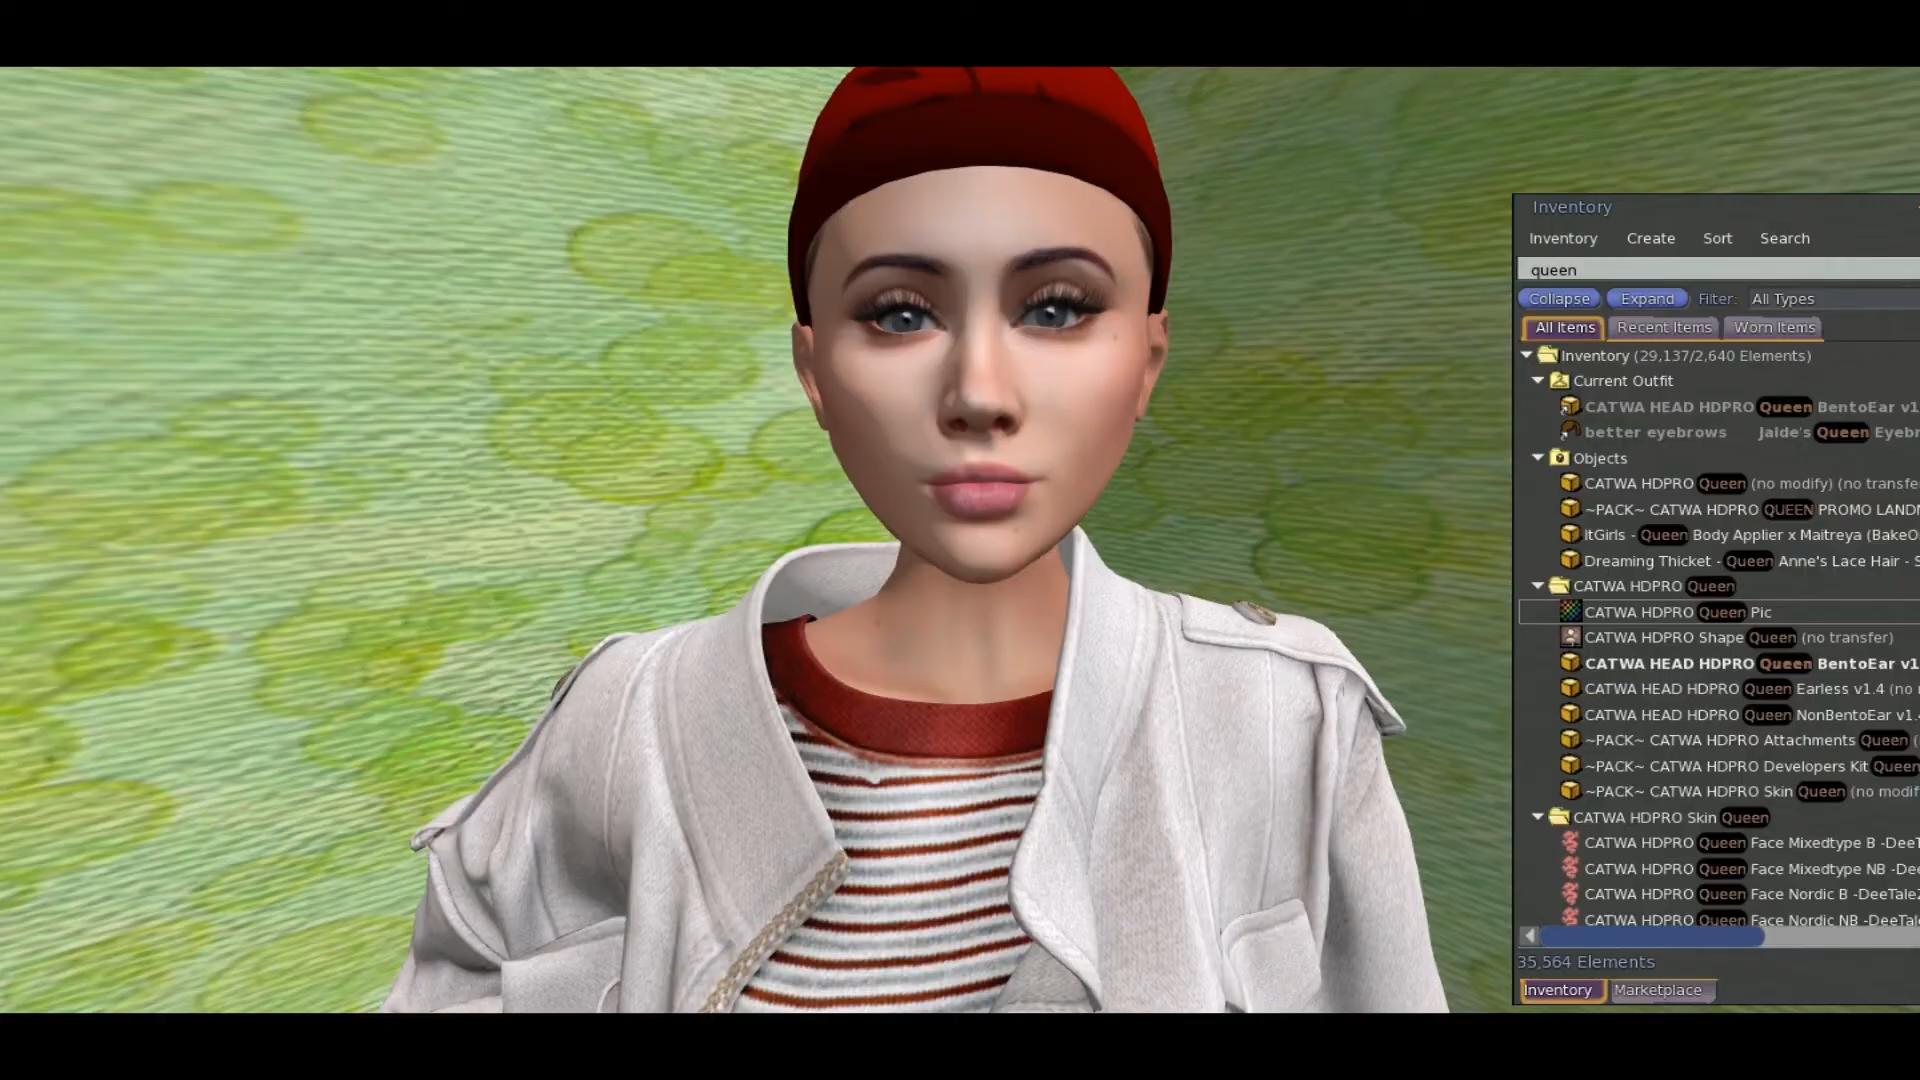 Inventory
Inventory Create Sort Search
queen
Collapse Expand Filter: All Types
All Items Recent Items Worn Items
Inventory (29,137/2,640 Elements)
Current Outfit
CATWA HEAD HDPRO Queen BentoEar v1
better eyebrows Jaide's Queen Eyebr
Objects
CATWA HDPRO Queen (no modify) (no transfe
~PACK~ CATWA HDPRO QUEEN PROMO LANDM
ItGirls - Queen Body Applier x Maitreya (BakeO
Dreaming Thicket - Queen Anne's Lace Hair - S
CATWA HDPRO Queen
CATWA HDPRO Queen Pic
CATWA HDPRO Shape Queen (no transfer)
CATWA HEAD HDPRO Queen BentoEar v1
CATWA HEAD HDPRO Queen Earless v1.4 (no
CATWA HEAD HDPRO Queen NonBentoEar v1.
~PACK~ CATWA HDPRO Attachments Queen (
~PACK~ CATWA HDPRO Developers Kit Queen
~PACK~ CATWA HDPRO Skin Queen (no modif
CATWA HDPRO Skin Queen
CATWA HDPRO Queen Face Mixedtype B -DeeT
CATWA HDPRO Queen Face Mixedtype NB -Dee
CATWA HDPRO Queen Face Nordic B -DeeTaleZ
CATWA HDPRO Queen Face Nordic NB -DeeTal
35,564 Elements
Inventory Marketplace